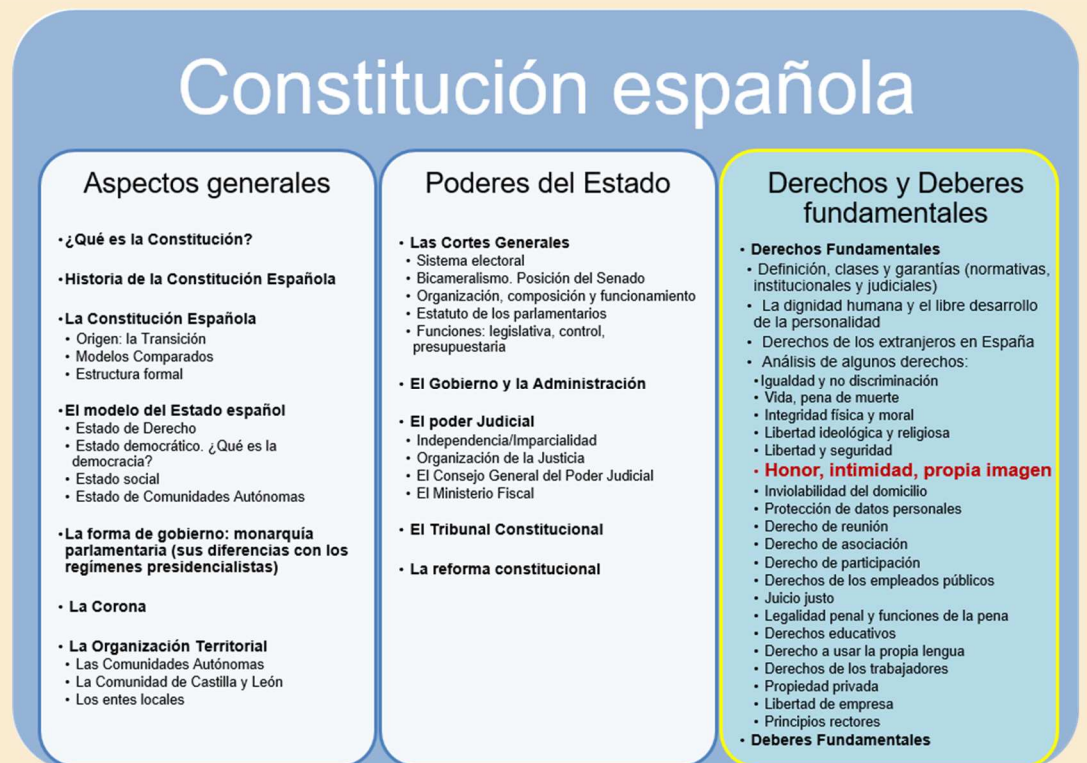 Constitución española
Aspectos generales
•¿Qué es la Constitución?
•Historia de la Constitución Española
•La Constitución Española
• Origen: la Transición
• Modelos Comparados
• Estructura formal
•El modelo del Estado español
• Estado de Derecho
• Estado democrático. ¿Qué es la
democracia?
• Estado social
• Estado de Comunidades Autónomas
•La forma de gobierno: monarquía
parlamentaria (sus diferencias con los
regímenes presidencialistas)
• La Corona
• La Organización Territorial
• Las Comunidades Autónomas
• La Comunidad de Castilla y León
• Los entes locales
Poderes del Estado
• Las Cortes Generales
• Sistema electoral
• Bicameralismo. Posición del Senado
• Organización, composición y funcionamiento
• Estatuto de los parlamentarios
• Funciones: legislativa, control,
presupuestaria
• El Gobierno y la Administración
• El poder Judicial
• Independencia/Imparcialidad
• Organización de la Justicia
• El Consejo General del Poder Judicial
• El Ministerio Fiscal
• El Tribunal Constitucional
• La reforma constitucional
Derechos y Deberes
fundamentales
• Derechos Fundamentales
• Definición, clases y garantías (normativas,
institucionales y judiciales)
• La dignidad humana y el libre desarrollo
de la personalidad
• Derechos de los extranjeros en España
• Análisis de algunos derechos:
•Igualdad y no discriminación
• Vida, pena de muerte
• Integridad física y moral
• Libertad ideológica y religiosa
• Libertad y seguridad
• Honor, intimidad, propia imagen
• Inviolabilidad del domicilio
• Protección de datos personales
• Derecho de reunión
• Derecho de asociación
• Derecho de participación
• Derechos de los empleados públicos
• Juicio justo
• Legalidad penal y funciones de la pena
• Derechos educativos
• Derecho a usar la propia lengua
• Derechos de los trabajadores
• Propiedad privada
• Libertad de empresa
• Principios rectores
• Deberes Fundamentales